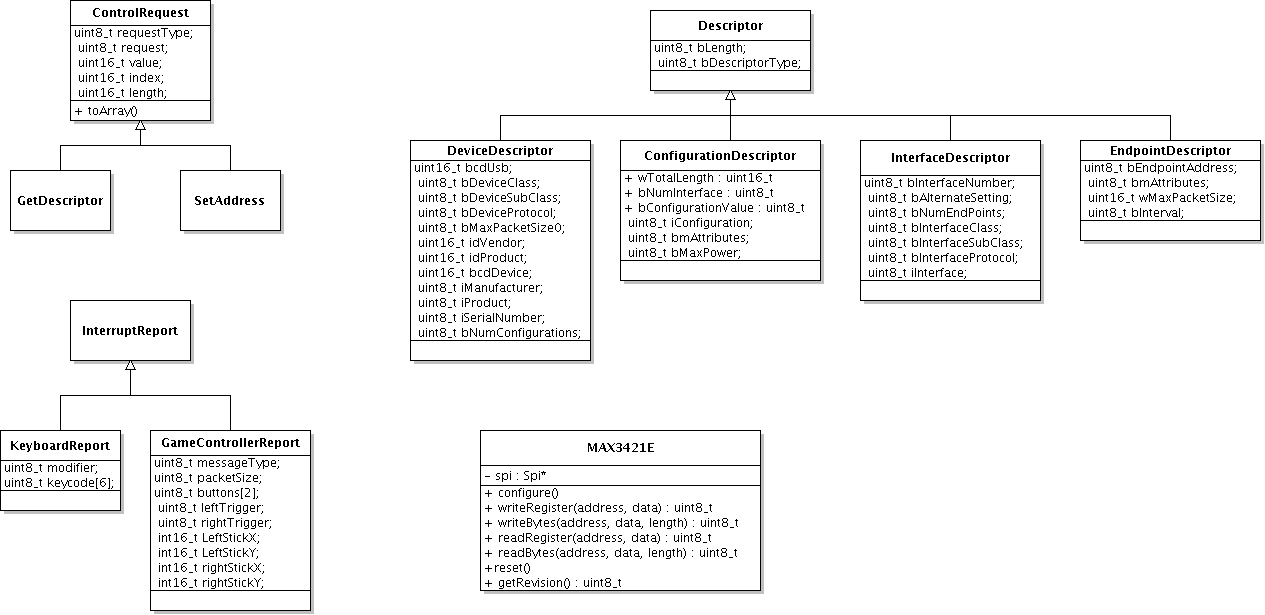 ControlRequest
uint8_t requestType;
uint8_t request;
uint16_t value;
uint16_t index;
uint16_t length;
+ toArray()
GetDescriptor
SetAddress
Descriptor
uint8_t bLength;
uint8_t bDescriptorType;
DeviceDescriptor
uint16_t bcdUsb;
uint8_t bDeviceClass;
uint8_t bDeviceSubClass;
uint8_t bDeviceProtocol;
uint8_t bMaxPacketSize0;
uint16_t idVendor;
uint16_t idProduct;
uint16_t bcdDevice;
uint8_t iManufacturer;
uint8_t iProduct;
uint8_t iSerialNumber;
uint8_t bNumConfigurations;
ConfigurationDescriptor
+ wTotalLength : uint16_t
+ bNumInterface : uint8_t
+ bConfigurationValue : uint8_t
uint8_t iConfiguration;
uint8_t bmAttributes;
uint8_t bMaxPower;
InterfaceDescriptor
uint8_t bInterfaceNumber;
uint8_t bAlternateSetting;
uint8_t bNumEndPoints;
uint8_t bInterfaceClass;
uint8_t bInterfaceSubClass;
uint8_t bInterfaceProtocol;
uint8_t iInterface;
EndpointDescriptor
uint8_t bEndpointAddress;
uint8_t bmAttributes;
uint16_t wMaxPacketSize;
uint8_t bInterval;
InterruptReport
KeyboardReport
uint8_t modifier;
uint8_t keycode[6];
GameControllerReport
uint8_t messageType;
uint8_t packetSize;
uint8_t buttons[2];
uint8_t leftTrigger;
uint8_t rightTrigger;
int16_t LeftStickX;
int16_t LeftStickY;
int16_t rightStickX;
int16_t rightStickY;
MAX3421E
- spi : Spi*
+ configure()
+ writeRegister(address, data) : uint8_t
+ writeBytes(address, data, length) : uint8_t
+ readRegister(address, data) : uint8_t
+ readBytes(address, data, length) : uint8_t
+reset()
+ getRevision() : uint8_t